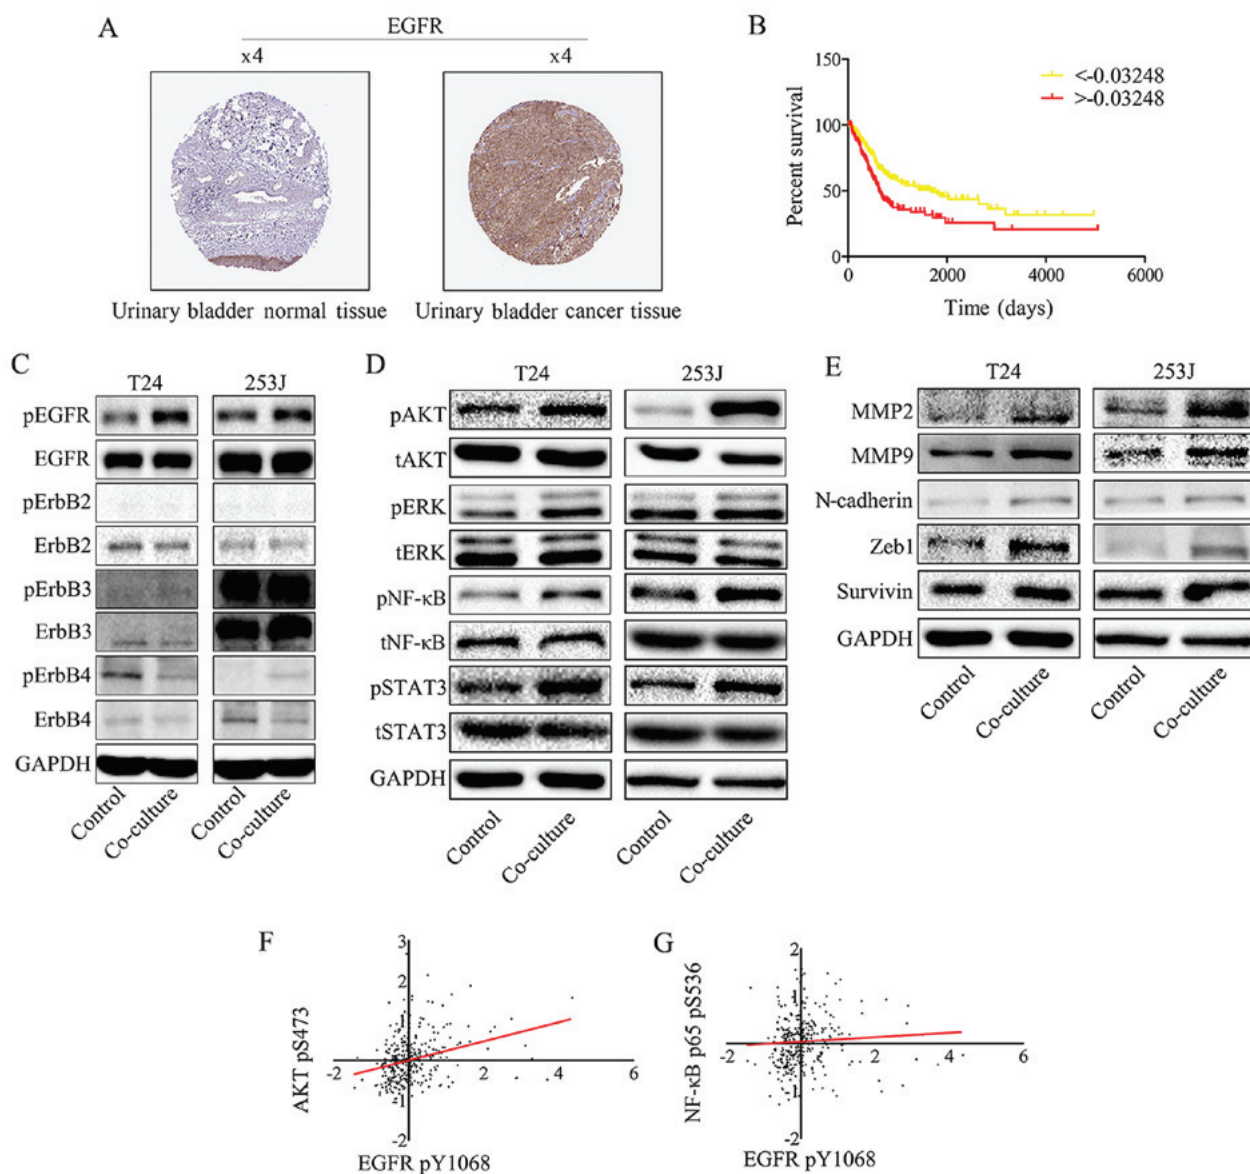 A
EGFR
x4
x4
Urinary bladder normal tissue
Urinary bladder cancer tissue
B
Percent survival
150
100
50
0
0
2000
4000
6000
Time (days)
<-0.03248
>-0.03248
C
T24
253J
pEGFR
EGFR
pErbB2
ErbB2
pErbB3
ErbB3
pErbB4
ErbB4
GAPDH
Control
Co-culture
Control
Co-culture
D
T24
253J
pAKT
tAKT
pERK
tERK
pNF-κB
tNF-κB
pSTAT3
tSTAT3
GAPDH
Control
Co-culture
Control
Co-culture
E
T24
253J
MMP2
MMP9
N-cadherin
Zeb1
Survivin
GAPDH
Control
Co-culture
Control
Co-culture
F
AKT pS473
3
2
1
-1
-2
-2
0
2
4
6
EGFR pY1068
G
NF-κB p65 pS536
2
1
-1
-2
-2
0
2
4
6
EGFR pY1068